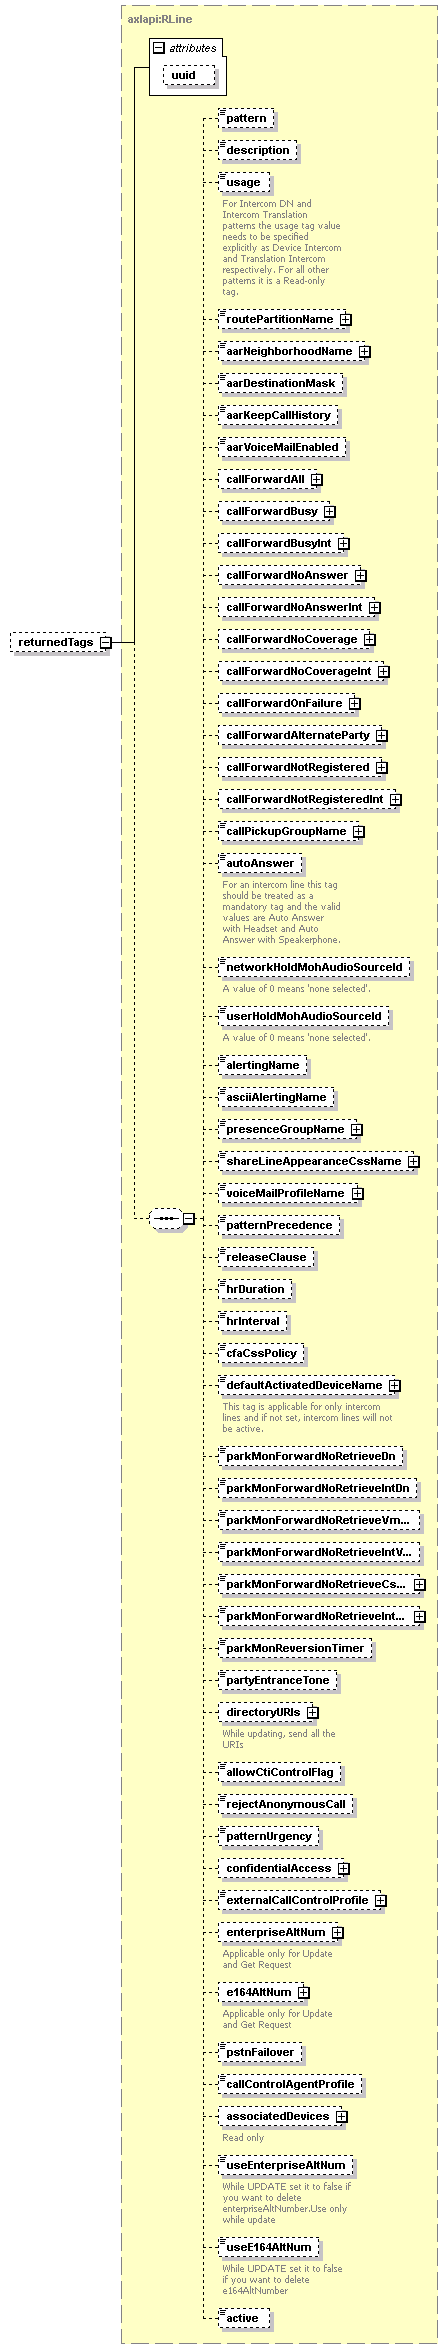 axlapi:RLine
attributes
uuid
pattern
description
usage
For Intercom DN and
Intercom Translation
patterns the usage tag value
needs to be specified
explicitly as Device Intercom
and Translation Intercom
respectively. For all other
patterns it is a Read-only
tag.
routePartitionName
aarNeighborhoodName
aarDestinationMask
aarKeepCallHistory
aarVoiceMailEnabled
callForwardAll
callForwardBusy
callForwardBusyInt
callForwardNoAnswer
callForwardNoAnswerInt
callForwardNoCoverage
returnedTags
callForwardNoCoverageInt
callForwardOnFailure
callForwardAlternateParty
callForwardNotRegistered
callForwardNotRegisteredInt
callPickupGroupName
autoAnswer
For an intercom line this tag
should be treated as a
mandatory tag and the valid
values are Auto Answer
with Headset and Auto
Answer with Speakerphone.
networkHoldMohAudioSourceId
A value of 0 means 'none selected'.
userHoldMohAudioSourceId
A value of 0 means 'none selected'.
alertingName
asciiAlertingName
presenceGroupName
shareLineAppearanceCssName
voiceMailProfileName
patternPrecedence
releaseClause
hrDuration
hrInterval
cfaCssPolicy
defaultActivatedDeviceName
This tag is applicable for only intercom
lines and if not set, intercom lines will not
be active.
parkMonForwardNoRetrieveDn
parkMonForwardNoRetrieveIntDn
parkMonForwardNoRetrieveVm...
parkMonForwardNoRetrieveIntV...
parkMonForwardNoRetrieveCs...
parkMonForwardNoRetrieveInt...
parkMonReversionTimer
partyEntranceTone
directoryURIs
While updating, send all the
URIs
allowCtiControlFlag
rejectAnonymousCall
patternUrgency
confidentialAccess
externalCallControlProfile
enterpriseAltNum
Applicable only for Update
and Get Request
e164AltNum
Applicable only for Update
and Get Request
pstnFailover
callControlAgentProfile
associatedDevices
Read only
useEnterpriseAltNum
While UPDATE set it to false if
you want to delete
enterpriseAltNumber.Use only
while update
useE164AltNum
While UPDATE set it to false
if you want to delete
e164AltNumber
active